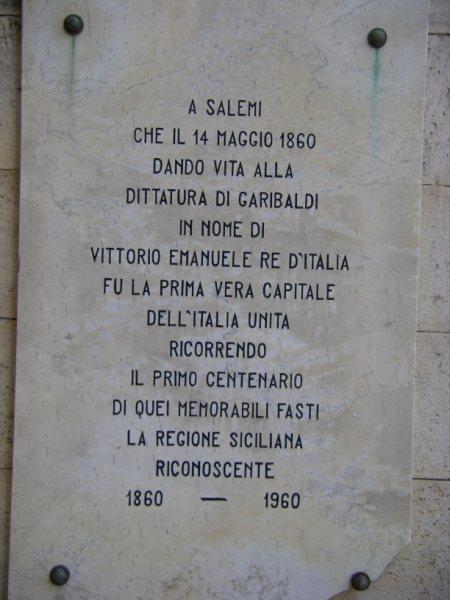 A SALEMI
CHE IL 14 MAGGIO 1860
DANDO VITA ALLA
DITTATURA DI GARIBALDI
IN NOME DI
VITTORIO EMANUELE RE D'ITALIA
FU LA PRIMA VERA CAPITALE
DELL'ITALIA UNITA
RICORRENDO
IL PRIMO CENTENARIO
DI QUEI MEMORABILI FASTI
LA REGIONE SICILIANA
RICONOSCENTE
1860 — 1960